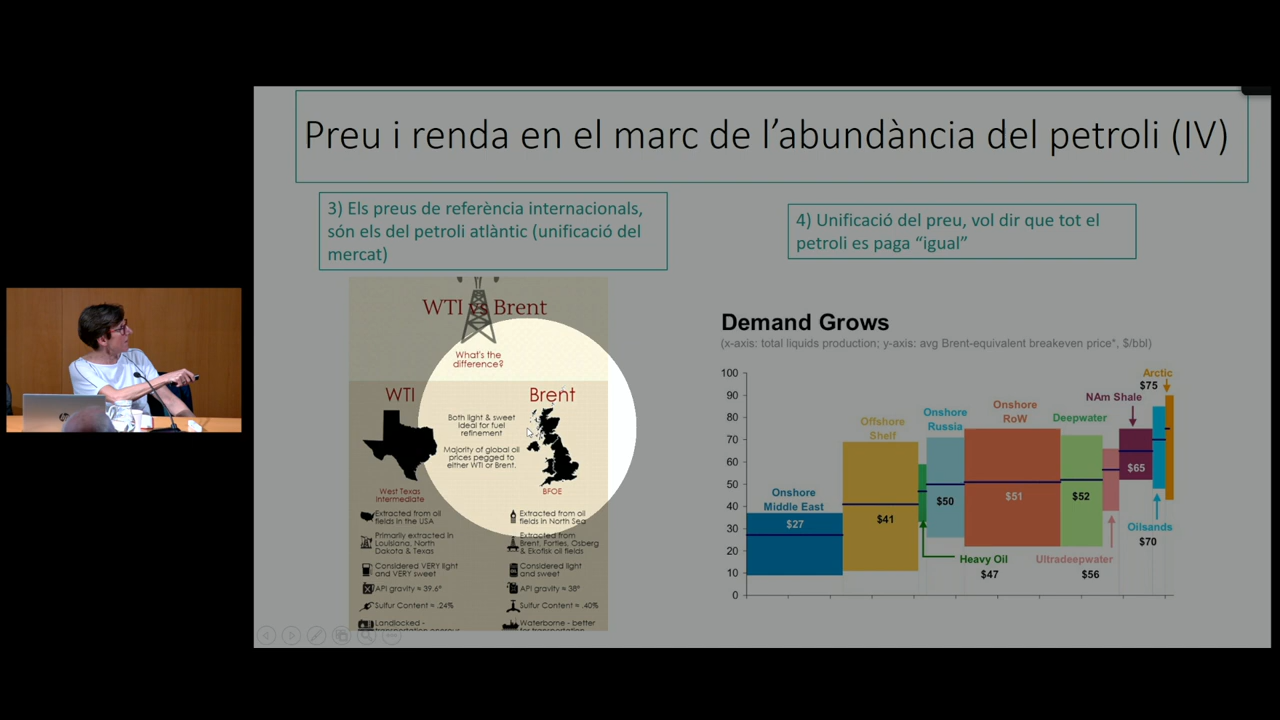 Preu i renda en el marc de l’abundància del petroli (IV)
3) Els preus de referència internacionals,
són els del petroli atlàntic (unificació del
mercat)
4) Unificació del preu, vol dir que tot el
petroli es paga “igual”
WTI vs Brent
What's the
difference?
WTI
Brent
Both light & sweet
Ideal for fuel
refinement
Majority of global oil
prices pegged to
either WTI or Brent.
West Texas
Intermediate
BFOE
Extracted from oil
fields in the USA
Extracted from oil
fields in North Sea
Primarily extracted in
Louisiana, North
Dakota & Texas
Extracted from
Brent, Forties, Osberg
& Ekofisk oil fields
Considered VERY light
and VERY sweet
Considered light
and sweet
API gravity ≈ 39.6°
API gravity ≈ 38°
Sulfur Content ≈ .24%
Sulfur Content ≈ .40%
Landlocked -
Waterborne - better
Demand Grows
(x-axis: total liquids production; y-axis: avg Brent-equivalent breakeven price*, $/bbl)
100
90
80
70
60
50
40
30
20
10
0
Onshore
Middle East
$27
Offshore
Shelf
$41
Heavy Oil
$47
Onshore
Russia
$50
Onshore
RoW
$51
Deepwater
$52
Ultradeepwater
$56
NAm Shale
$65
Oilsands
$70
Arctic
$75